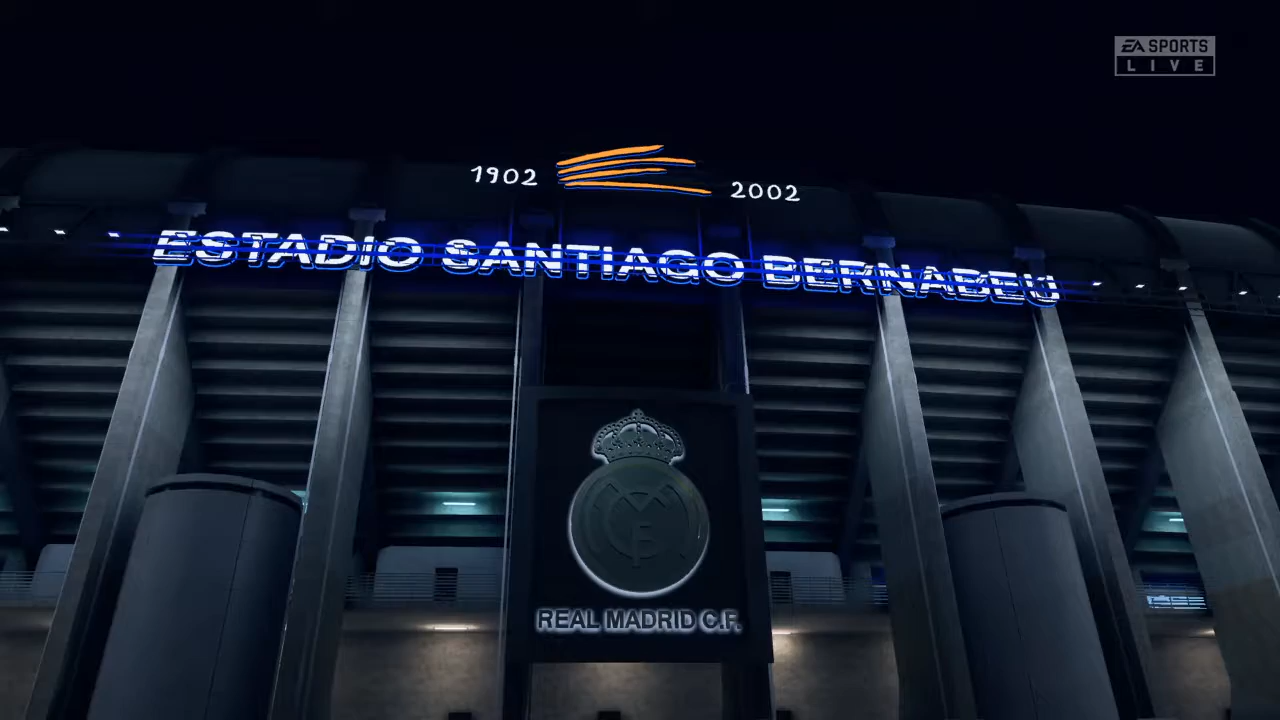 EA SPORTS
LIVE
1902 2002
ESTADIO SANTIAGO BERNABEU
REAL MADRID C.F.